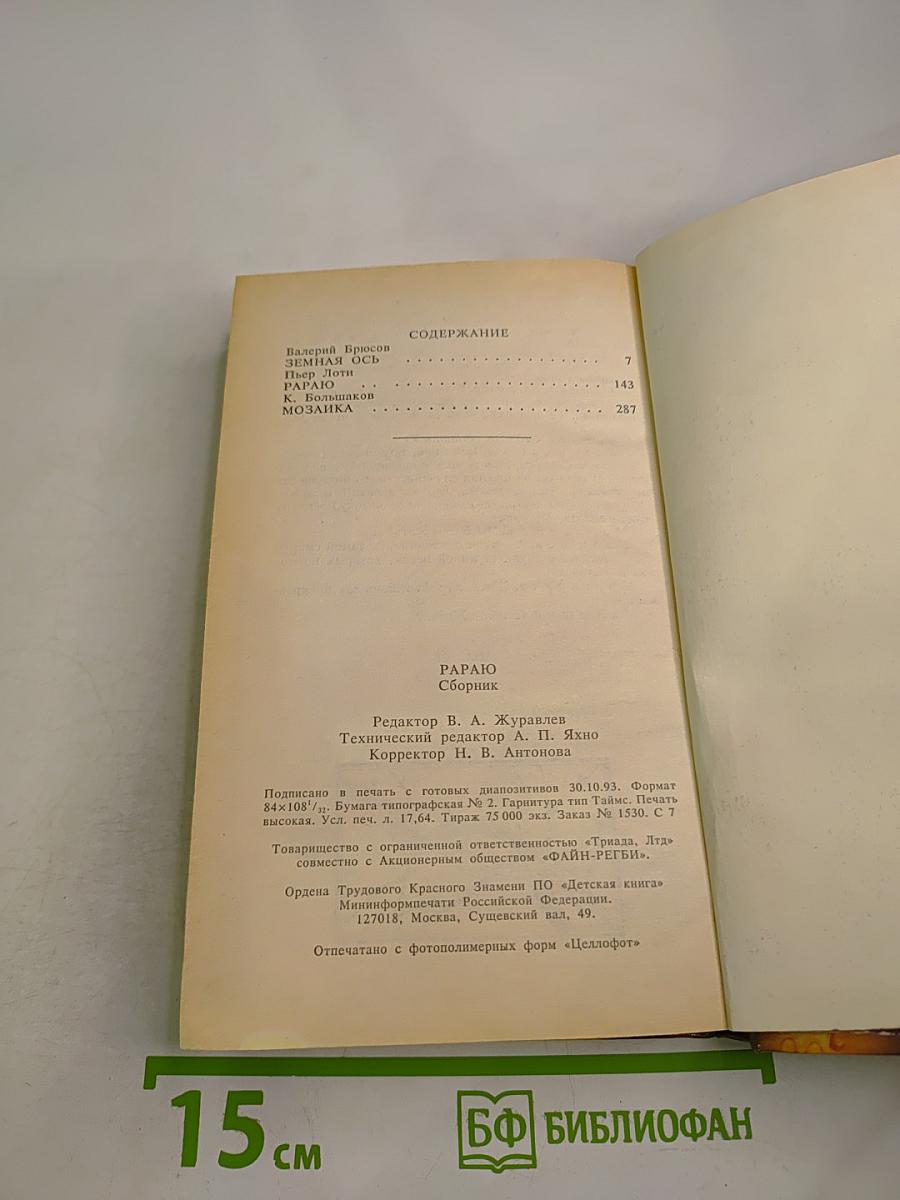 СОДЕРЖАНИЕ
Валерий Брюсов
ЗЕМНАЯ ОСЬ . . . . . . . . . . . . . . . . . . 7
Пьер Лоти
РАРАЮ . . . . . . . . . . . . . . . . . . . . . 143
К. Большаков
МОЗАИКА . . . . . . . . . . . . . . . . . . . . 287
РАРАЮ
Сборник
Редактор В. А. Журавлев
Технический редактор А. П. Яхно
Корректор Н. В. Антонова
Подписано в печать с готовых диапозитивов 30.10.93. Формат
84×108¹/₃₂. Бумага типографская № 2. Гарнитура тип Таймс. Печать
высокая. Усл. печ. л. 17,64. Тираж 75 000 экз. Заказ № 1530. С 7
Товарищество с ограниченной ответственностью «Триада, Лтд»
совместно с Акционерным обществом «ФАЙН-РЕГБИ».
Ордена Трудового Красного Знамени ПО «Детская книга»
Мининформпечати Российской Федерации.
127018, Москва, Сущевский вал, 49.
Отпечатано с фотополимерных форм «Целлофот»
15 см
БФ БИБЛИОФАН